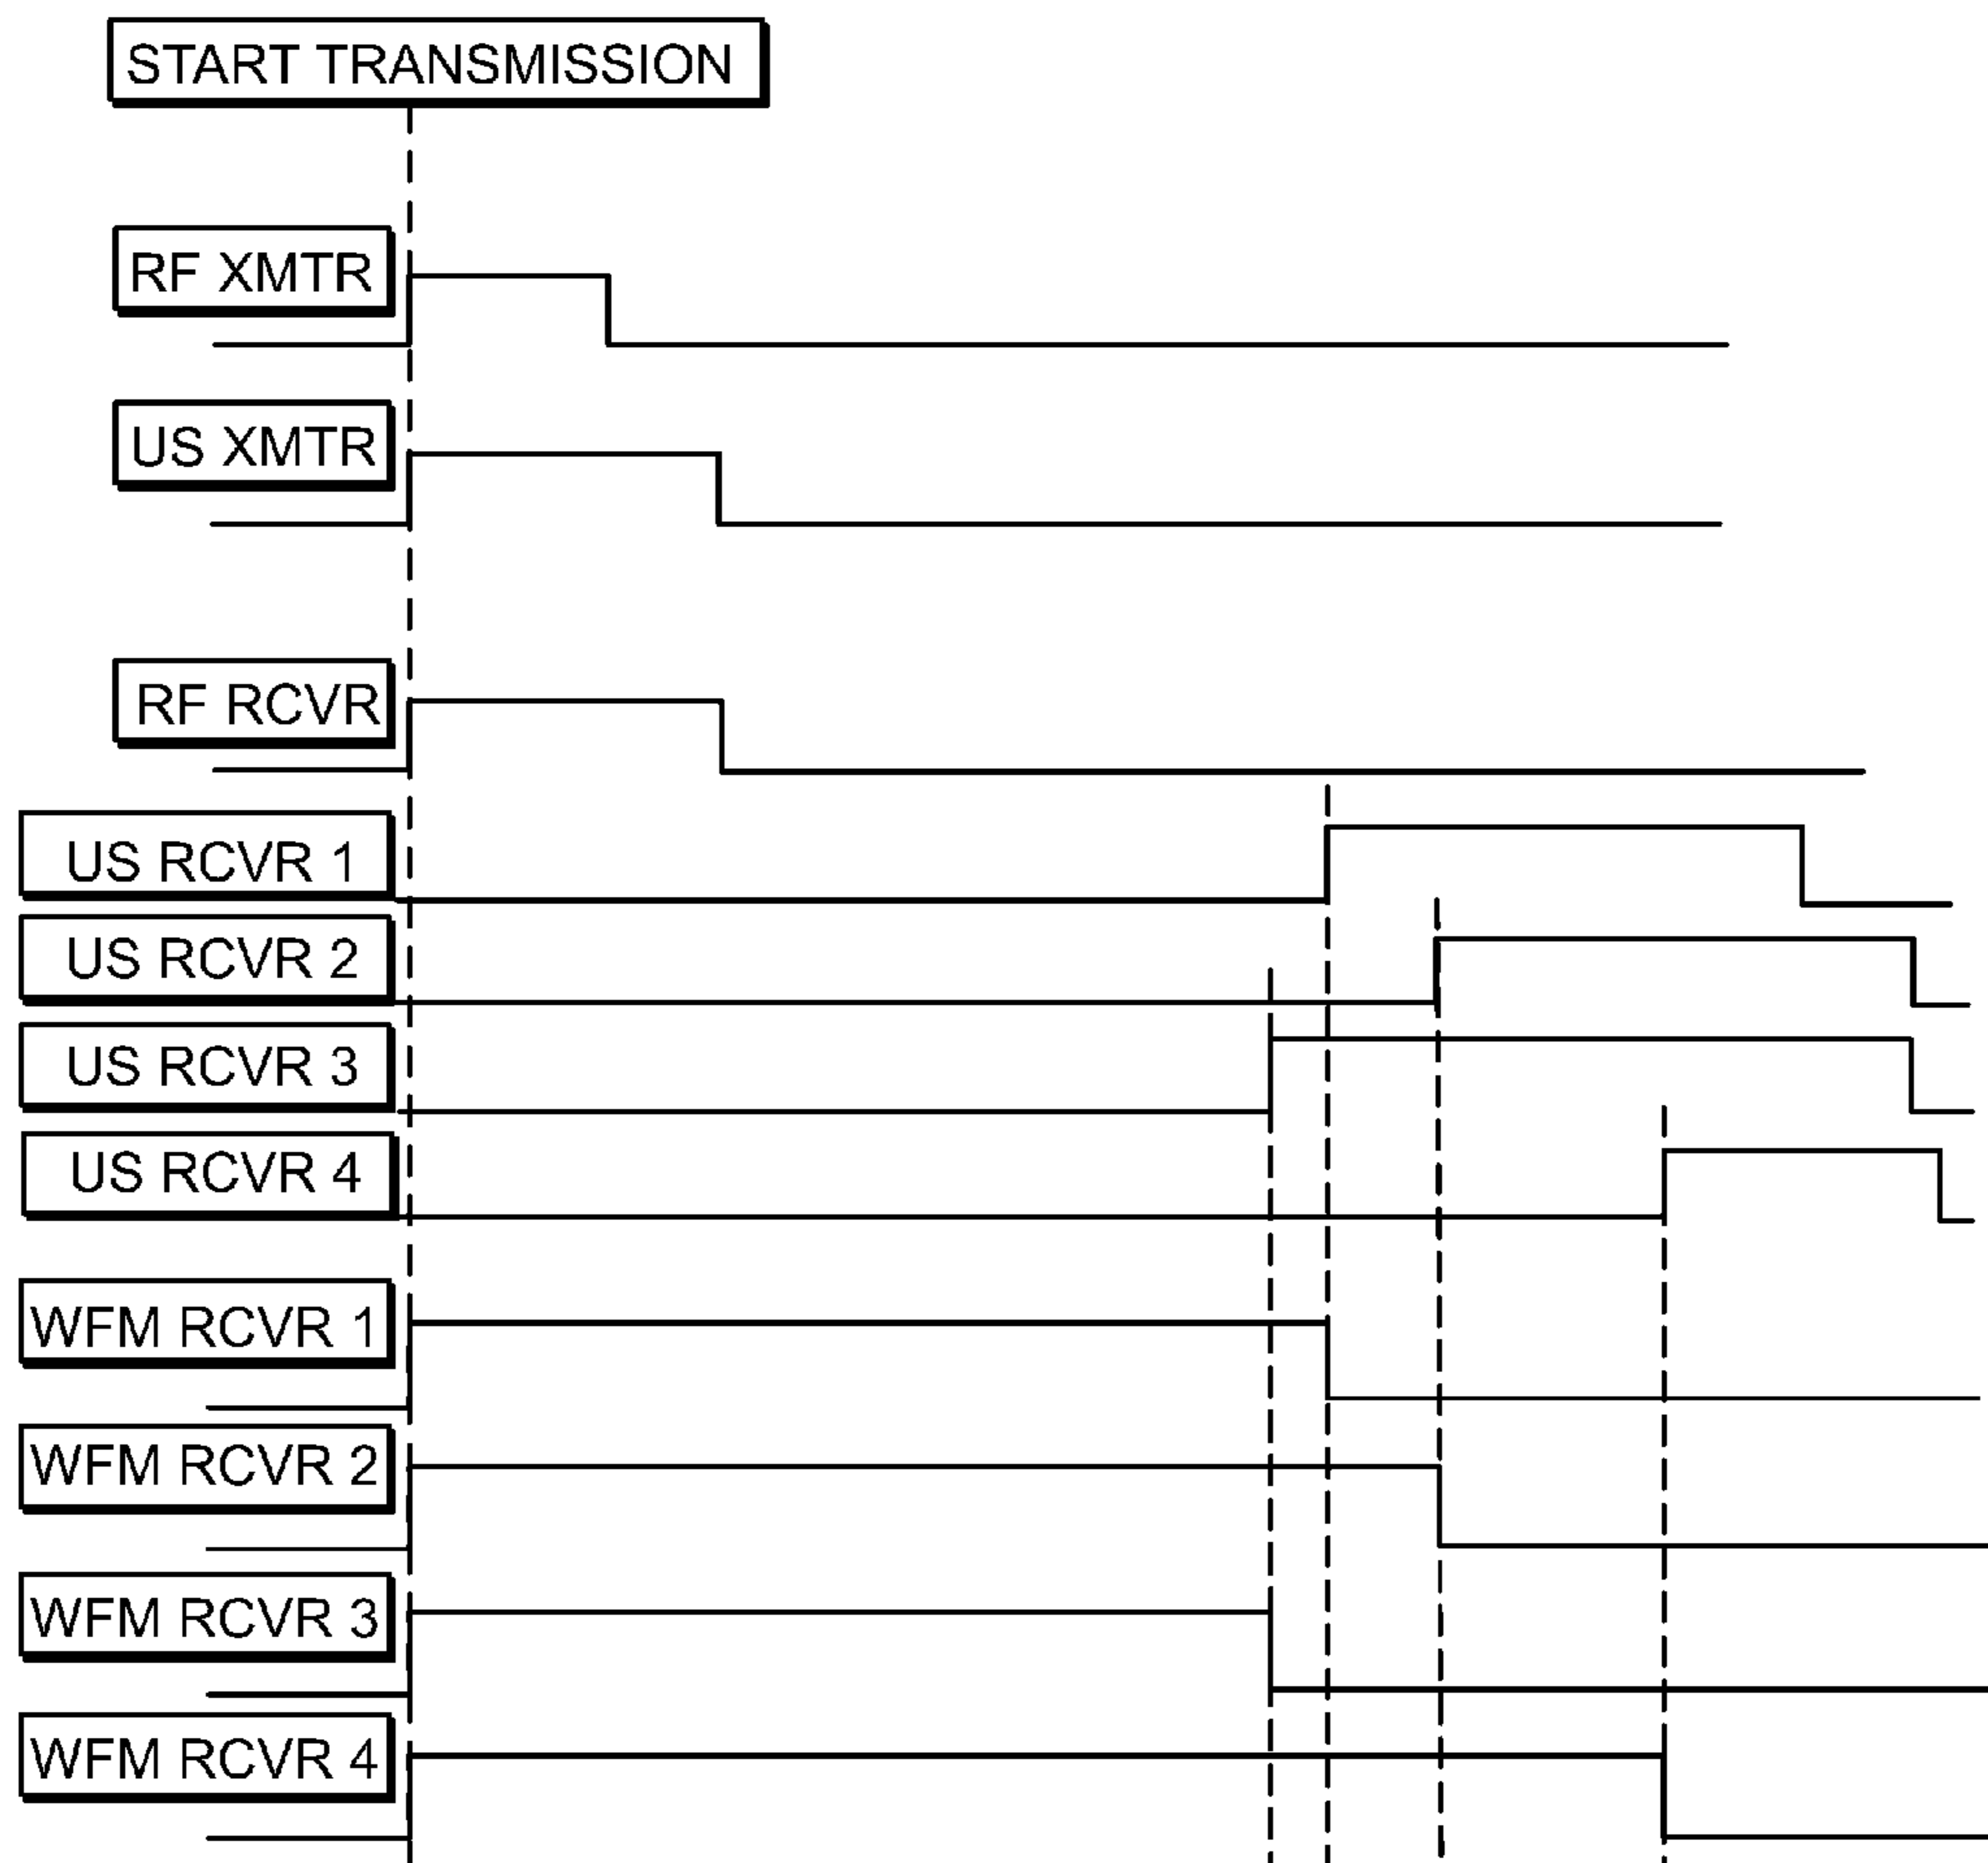 START TRANSMISSION
RF XMTR
US XMTR
RF RCVR
US RCVR 1
US RCVR 2
US RCVR 3
US RCVR 4
WFM RCVR 1
WFM RCVR 2
WFM RCVR 3
WFM RCVR 4